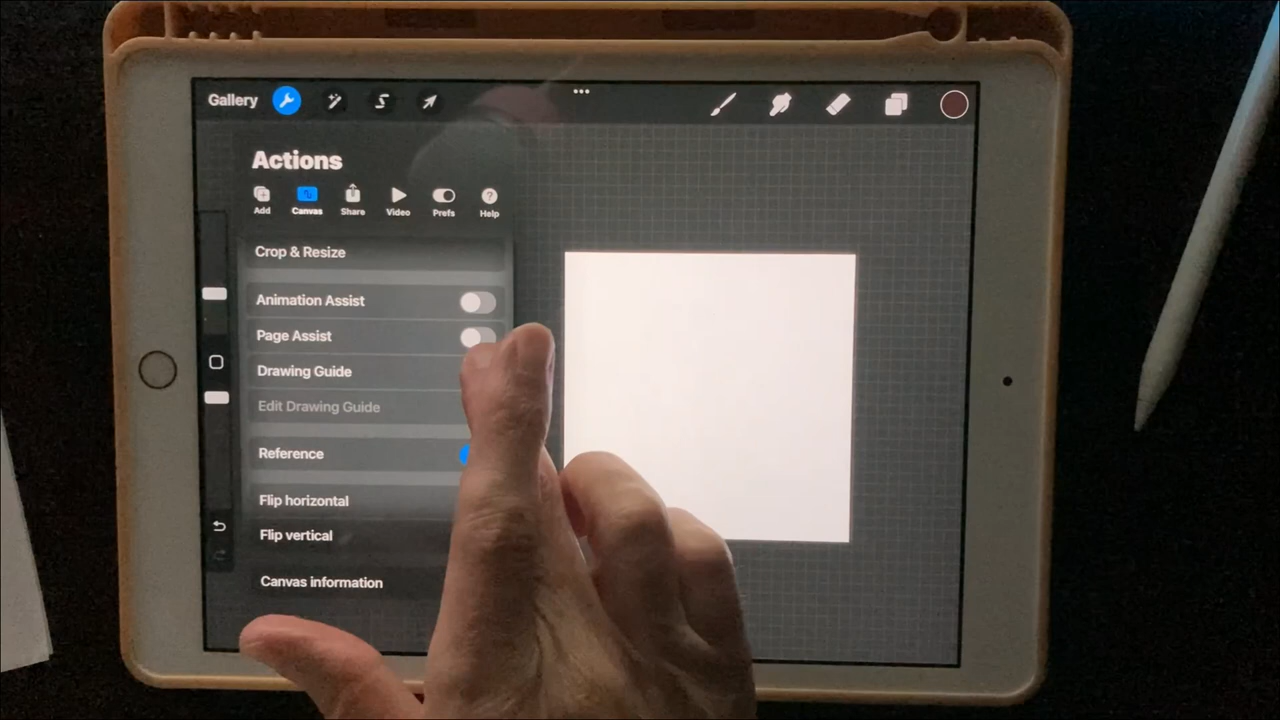 Gallery
Actions
Add Canvas Share Video Prefs Help
Crop & Resize
Animation Assist
Page Assist
Drawing Guide
Edit Drawing Guide
Reference
Flip horizontal
Flip vertical
Canvas information